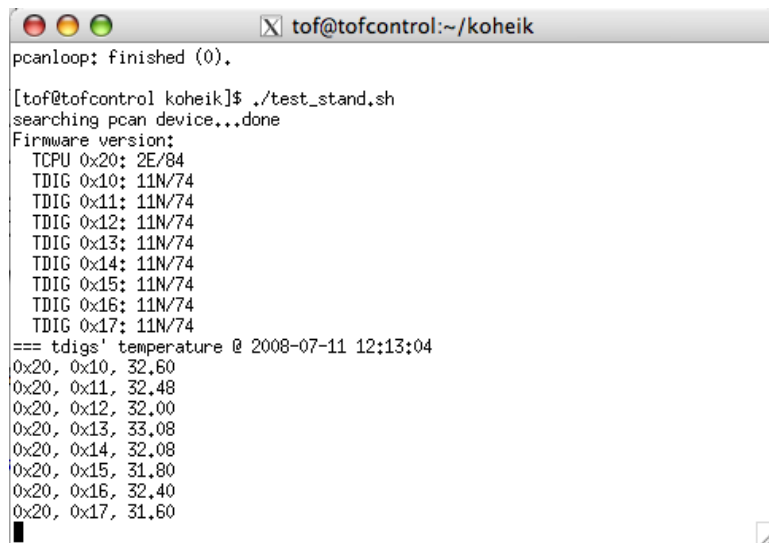 X tof@tofcontrol:~/koheik
pcanloop: finished (0).
[tof@tofcontrol koheik]$ ./test_stand.sh
searching pcan device...done
Firmware version:
  TCPU 0x20: 2E/84
  TDIG 0x10: 11N/74
  TDIG 0x11: 11N/74
  TDIG 0x12: 11N/74
  TDIG 0x13: 11N/74
  TDIG 0x14: 11N/74
  TDIG 0x15: 11N/74
  TDIG 0x16: 11N/74
  TDIG 0x17: 11N/74
=== tdigs' temperature @ 2008-07-11 12:13:04
0x20, 0x10, 32.60
0x20, 0x11, 32.48
0x20, 0x12, 32.00
0x20, 0x13, 33.08
0x20, 0x14, 32.08
0x20, 0x15, 31.80
0x20, 0x16, 32.40
0x20, 0x17, 31.60